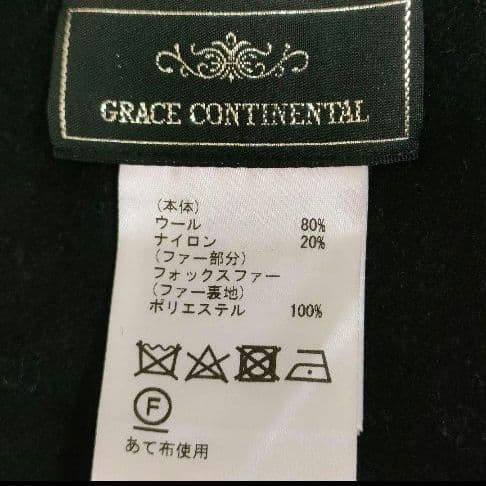 GRACE CONTINENTAL
(本体)
ウール 80%
ナイロン 20%
(ファー部分)
フォックスファー
(ファー裏地)
ポリエステル 100%
F
あて布使用